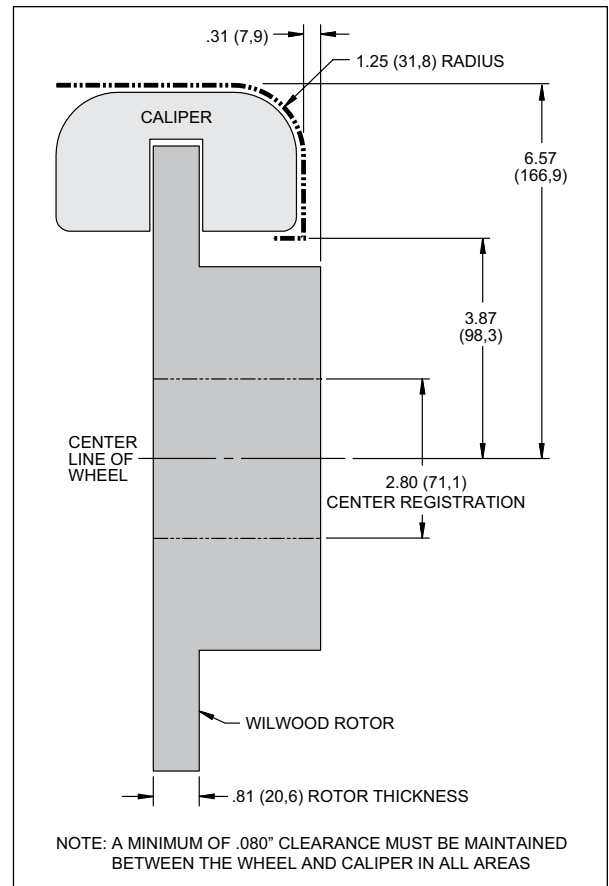 .31 (7,9)
1.25 (31,8) RADIUS
CALIPER
6.57
(166,9)
3.87
(98,3)
CENTER
LINE OF
WHEEL
2.80 (71,1)
CENTER REGISTRATION
WILWOOD ROTOR
.81 (20,6) ROTOR THICKNESS
NOTE: A MINIMUM OF .080” CLEARANCE MUST BE MAINTAINED
BETWEEN THE WHEEL AND CALIPER IN ALL AREAS